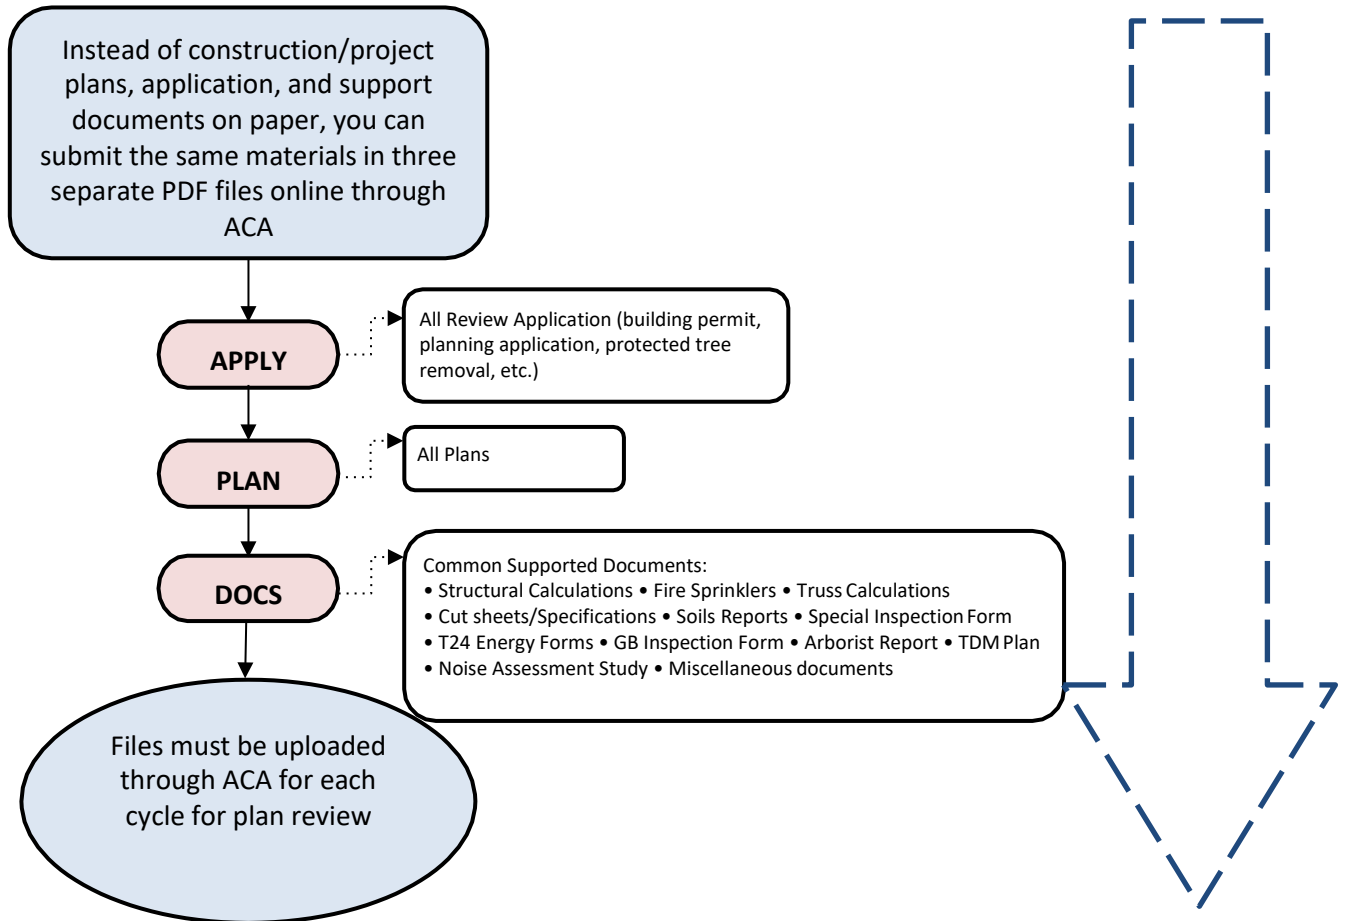 Instead of construction/project
plans, application, and support
documents on paper, you can
submit the same materials in three
separate PDF files online through
ACA
APPLY
All Review Application (building permit,
planning application, protected tree
removal, etc.)
PLAN
All Plans
DOCS
Common Supported Documents:
• Structural Calculations • Fire Sprinklers • Truss Calculations
• Cut sheets/Specifications • Soils Reports • Special Inspection Form
• T24 Energy Forms • GB Inspection Form • Arborist Report • TDM Plan
• Noise Assessment Study • Miscellaneous documents
Files must be uploaded
through ACA for each
cycle for plan review